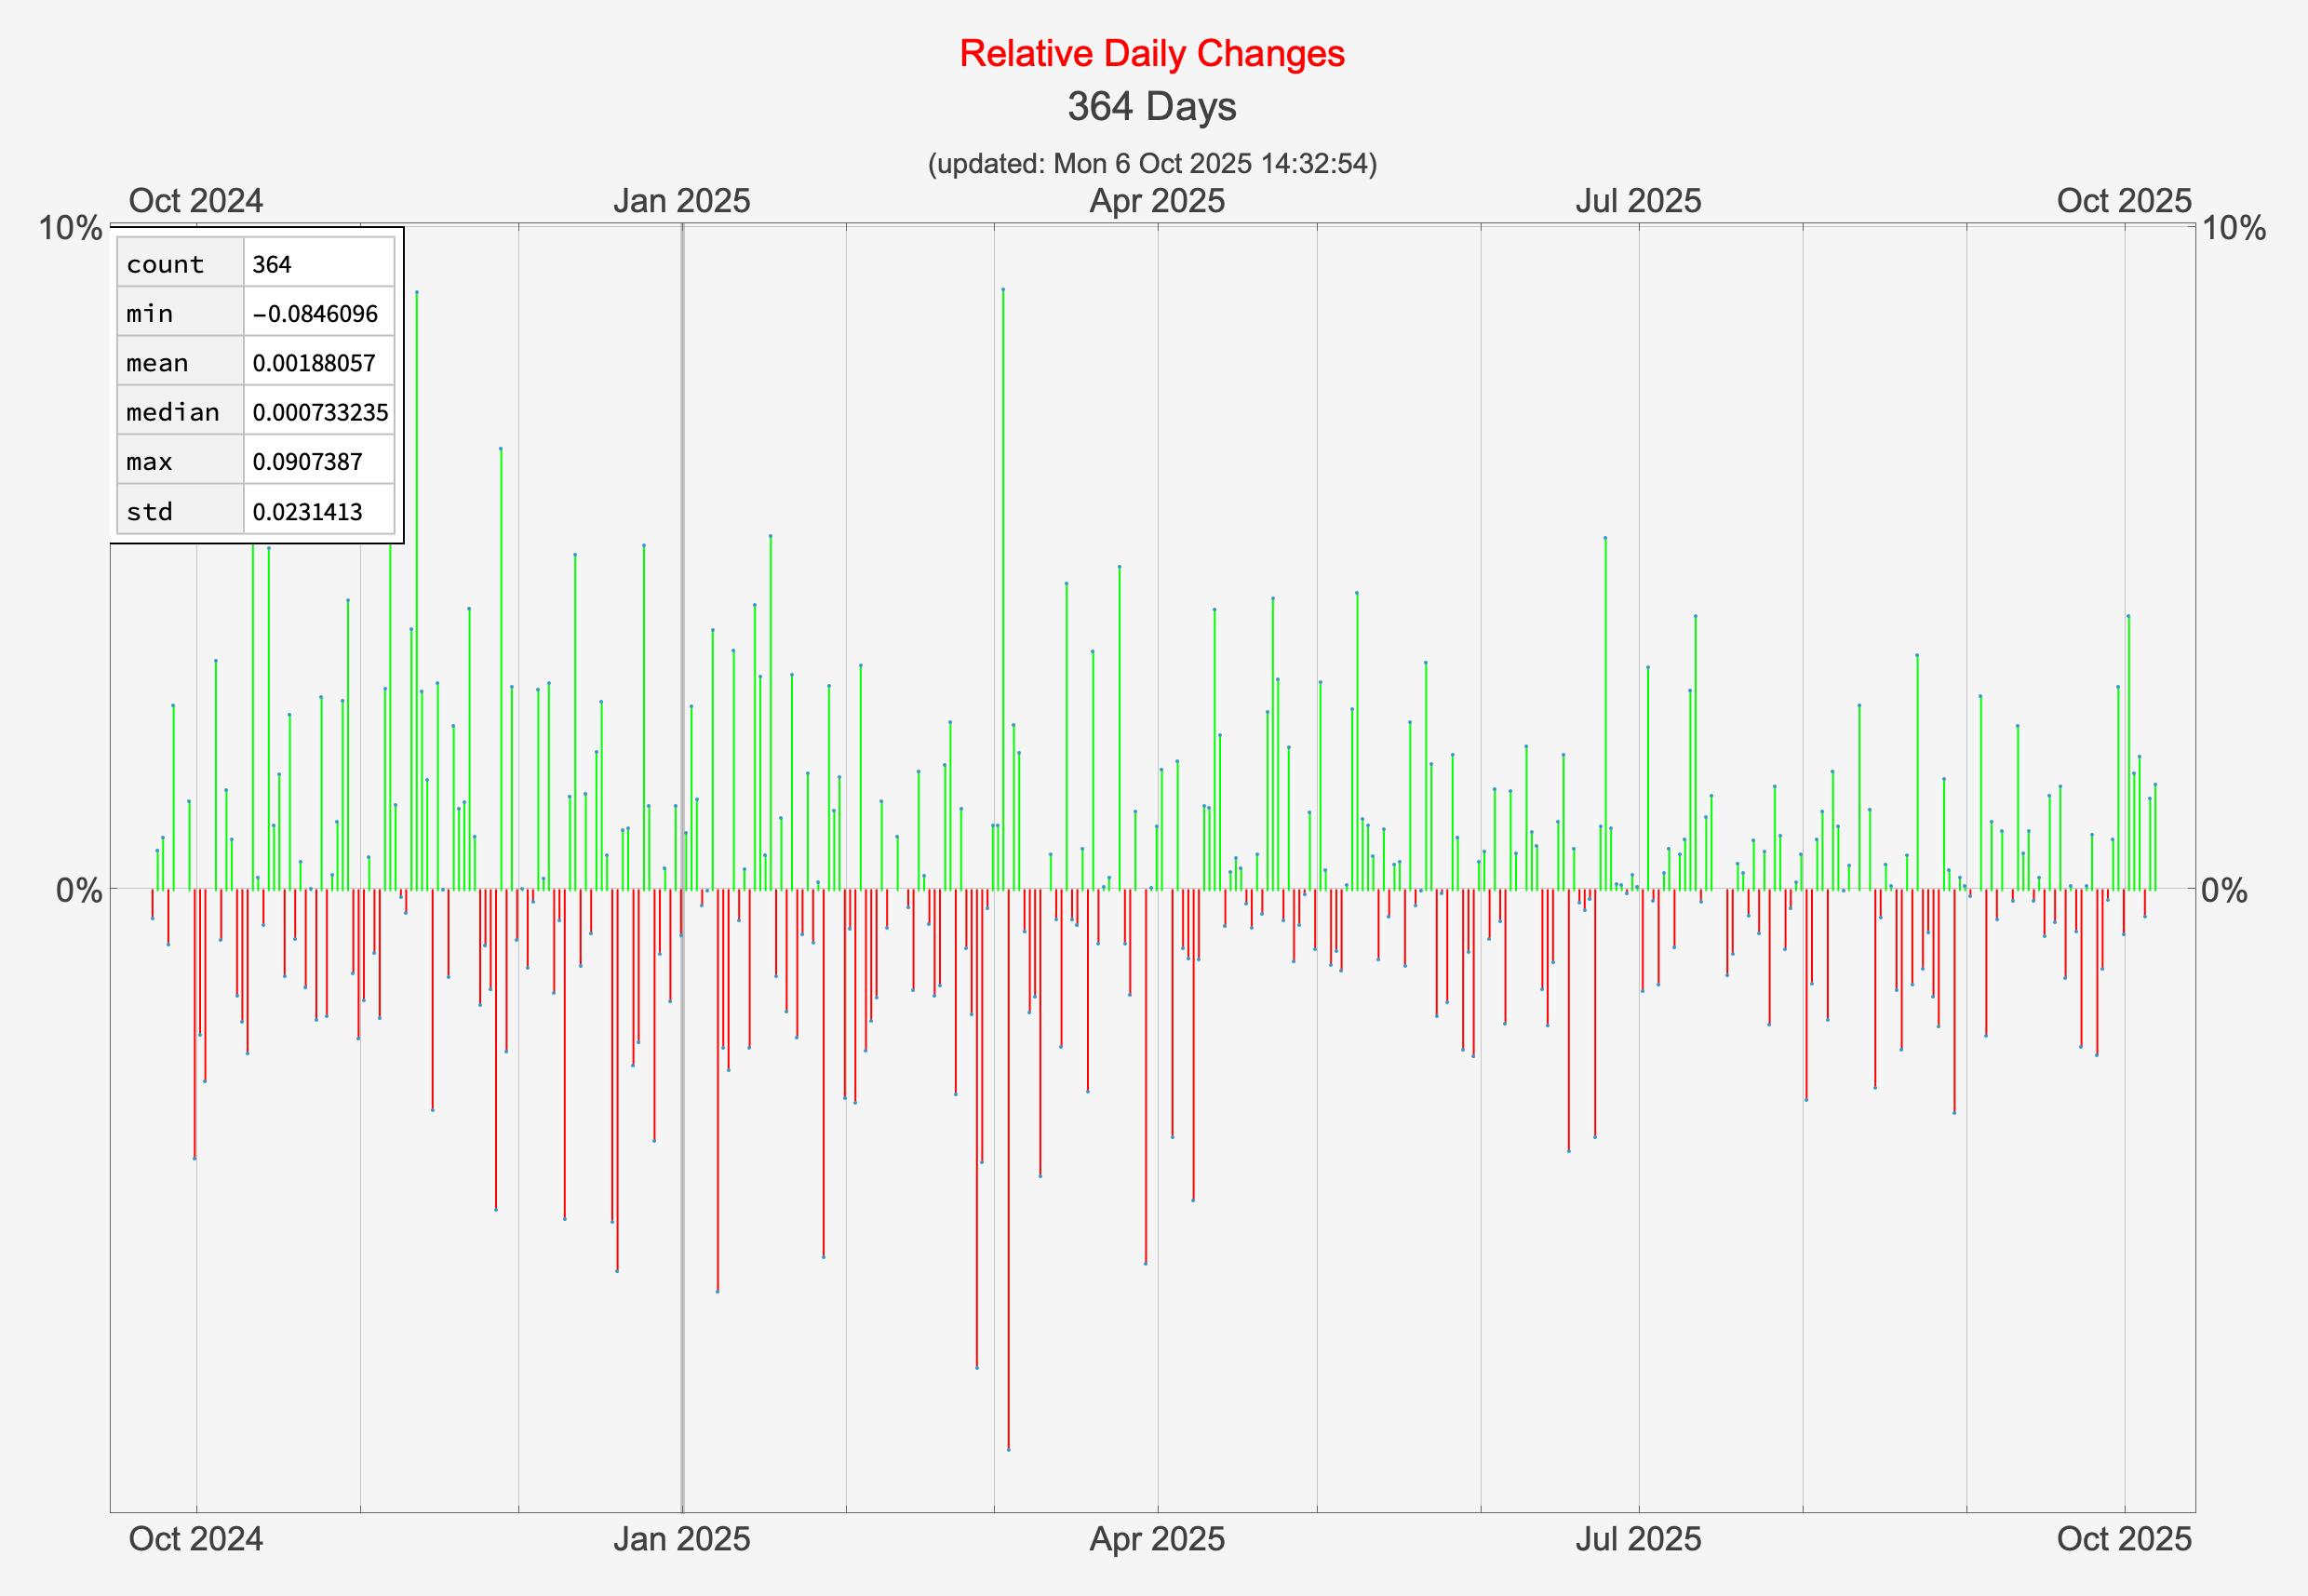 Relative Daily Changes
364 Days
(updated: Mon 6 Oct 2025 14:32:54)
Oct 2024 Jan 2025 Apr 2025 Jul 2025 Oct 2025
10% 10%
count 364
min −0.0846096
mean 0.00188057
median 0.000733235
max 0.0907387
std 0.0231413
0% 0%
Oct 2024 Jan 2025 Apr 2025 Jul 2025 Oct 2025